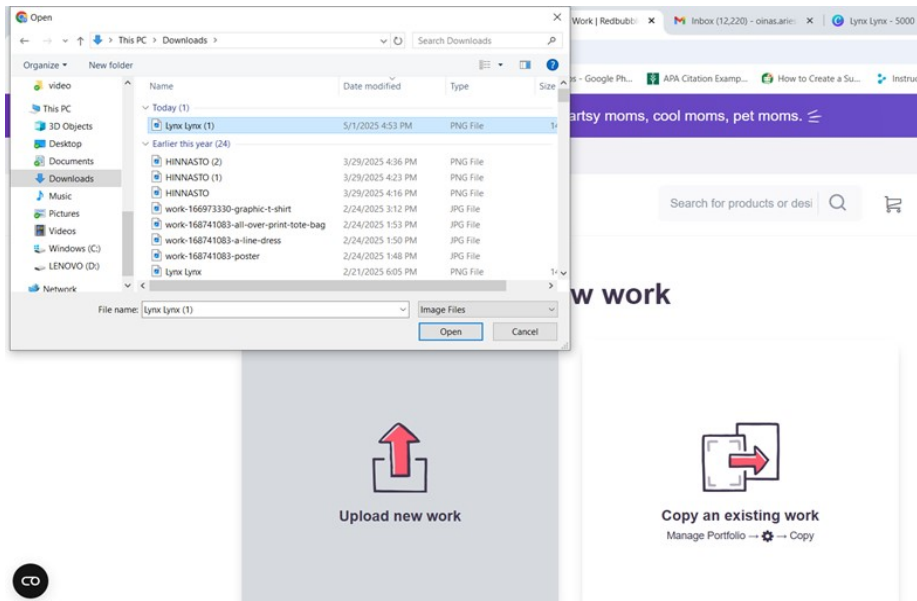 Open
Work | Redbubbl
Inbox (12,220) - oinas.aries
Lynx Lynx - 5000
This PC > Downloads >
Search Downloads
Organize
New folder
Google Ph...
APA Citation Examp...
How to Create a Su...
Instruc
video
This PC
3D Objects
Desktop
Documents
Downloads
Music
Pictures
Videos
Windows (C:)
LENOVO (D:)
Network
Name Date modified Type Size
Today (1)
Lynx Lynx (1) 5/1/2025 4:53 PM PNG File
Earlier this year (24)
HINNASTO (2) 3/29/2025 4:36 PM PNG File
HINNASTO (1) 3/29/2025 4:23 PM PNG File
HINNASTO 3/29/2025 4:16 PM PNG File
work-166973330-graphic-t-shirt 2/24/2025 3:12 PM JPG File
work-168741083-all-over-print-tote-bag 2/24/2025 1:53 PM JPG File
work-168741083-a-line-dress 2/24/2025 1:50 PM JPG File
work-168741083-poster 2/24/2025 1:48 PM JPG File
Lynx Lynx 2/21/2025 6:05 PM PNG File
File name: Lynx Lynx (1)
Image Files
Open
Cancel
artsy moms, cool moms, pet moms.
Search for products or desi
w work
Upload new work
Copy an existing work
Manage Portfolio → Copy